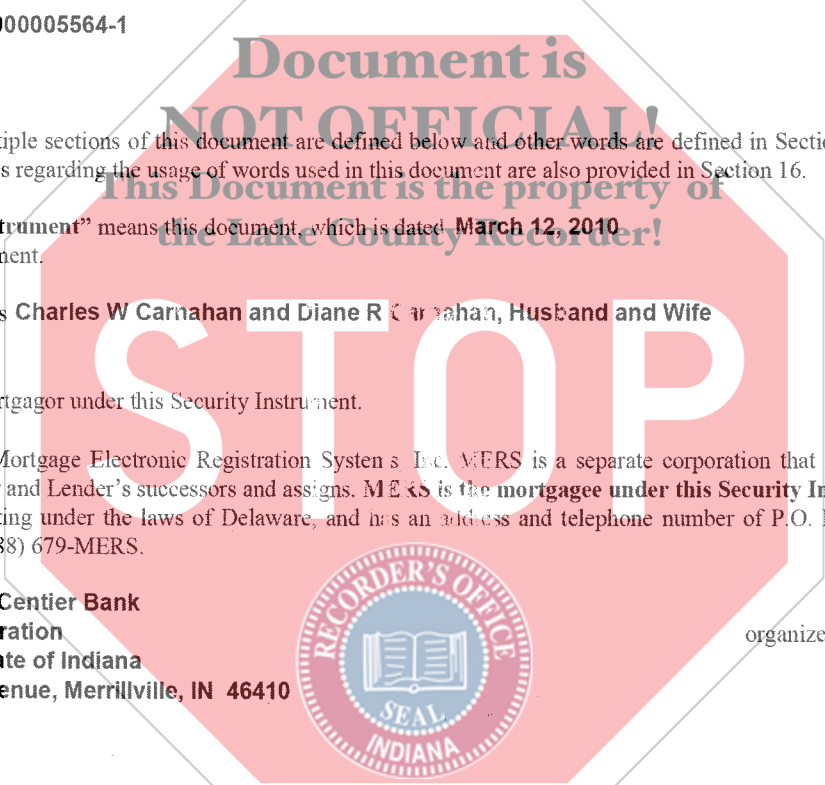 00005564-1
Document is
NOT OFFICIAL!
tiple sections of this document are defined below and other words are defined in Sectio
s regarding the usage of words used in this document are also provided in Section 16.
This Document is the property of
trument" means this document, which is dated March 12, 2010
the Lake County Recorder!
nent.
s Charles W Carnahan and Diane R Carnahan, Husband and Wife
STOP
rtgagor under this Security Instrument.
Mortgage Electronic Registration Systems, Inc. MERS is a separate corporation that
and Lender's successors and assigns. MERS is the mortgagee under this Security In
ting under the laws of Delaware, and has an address and telephone number of P.O.
88) 679-MERS.
Centier Bank
ration
organize
ate of Indiana
enue, Merrillville, IN 46410
RECORDER'S OFFICE
SEAL
INDIANA